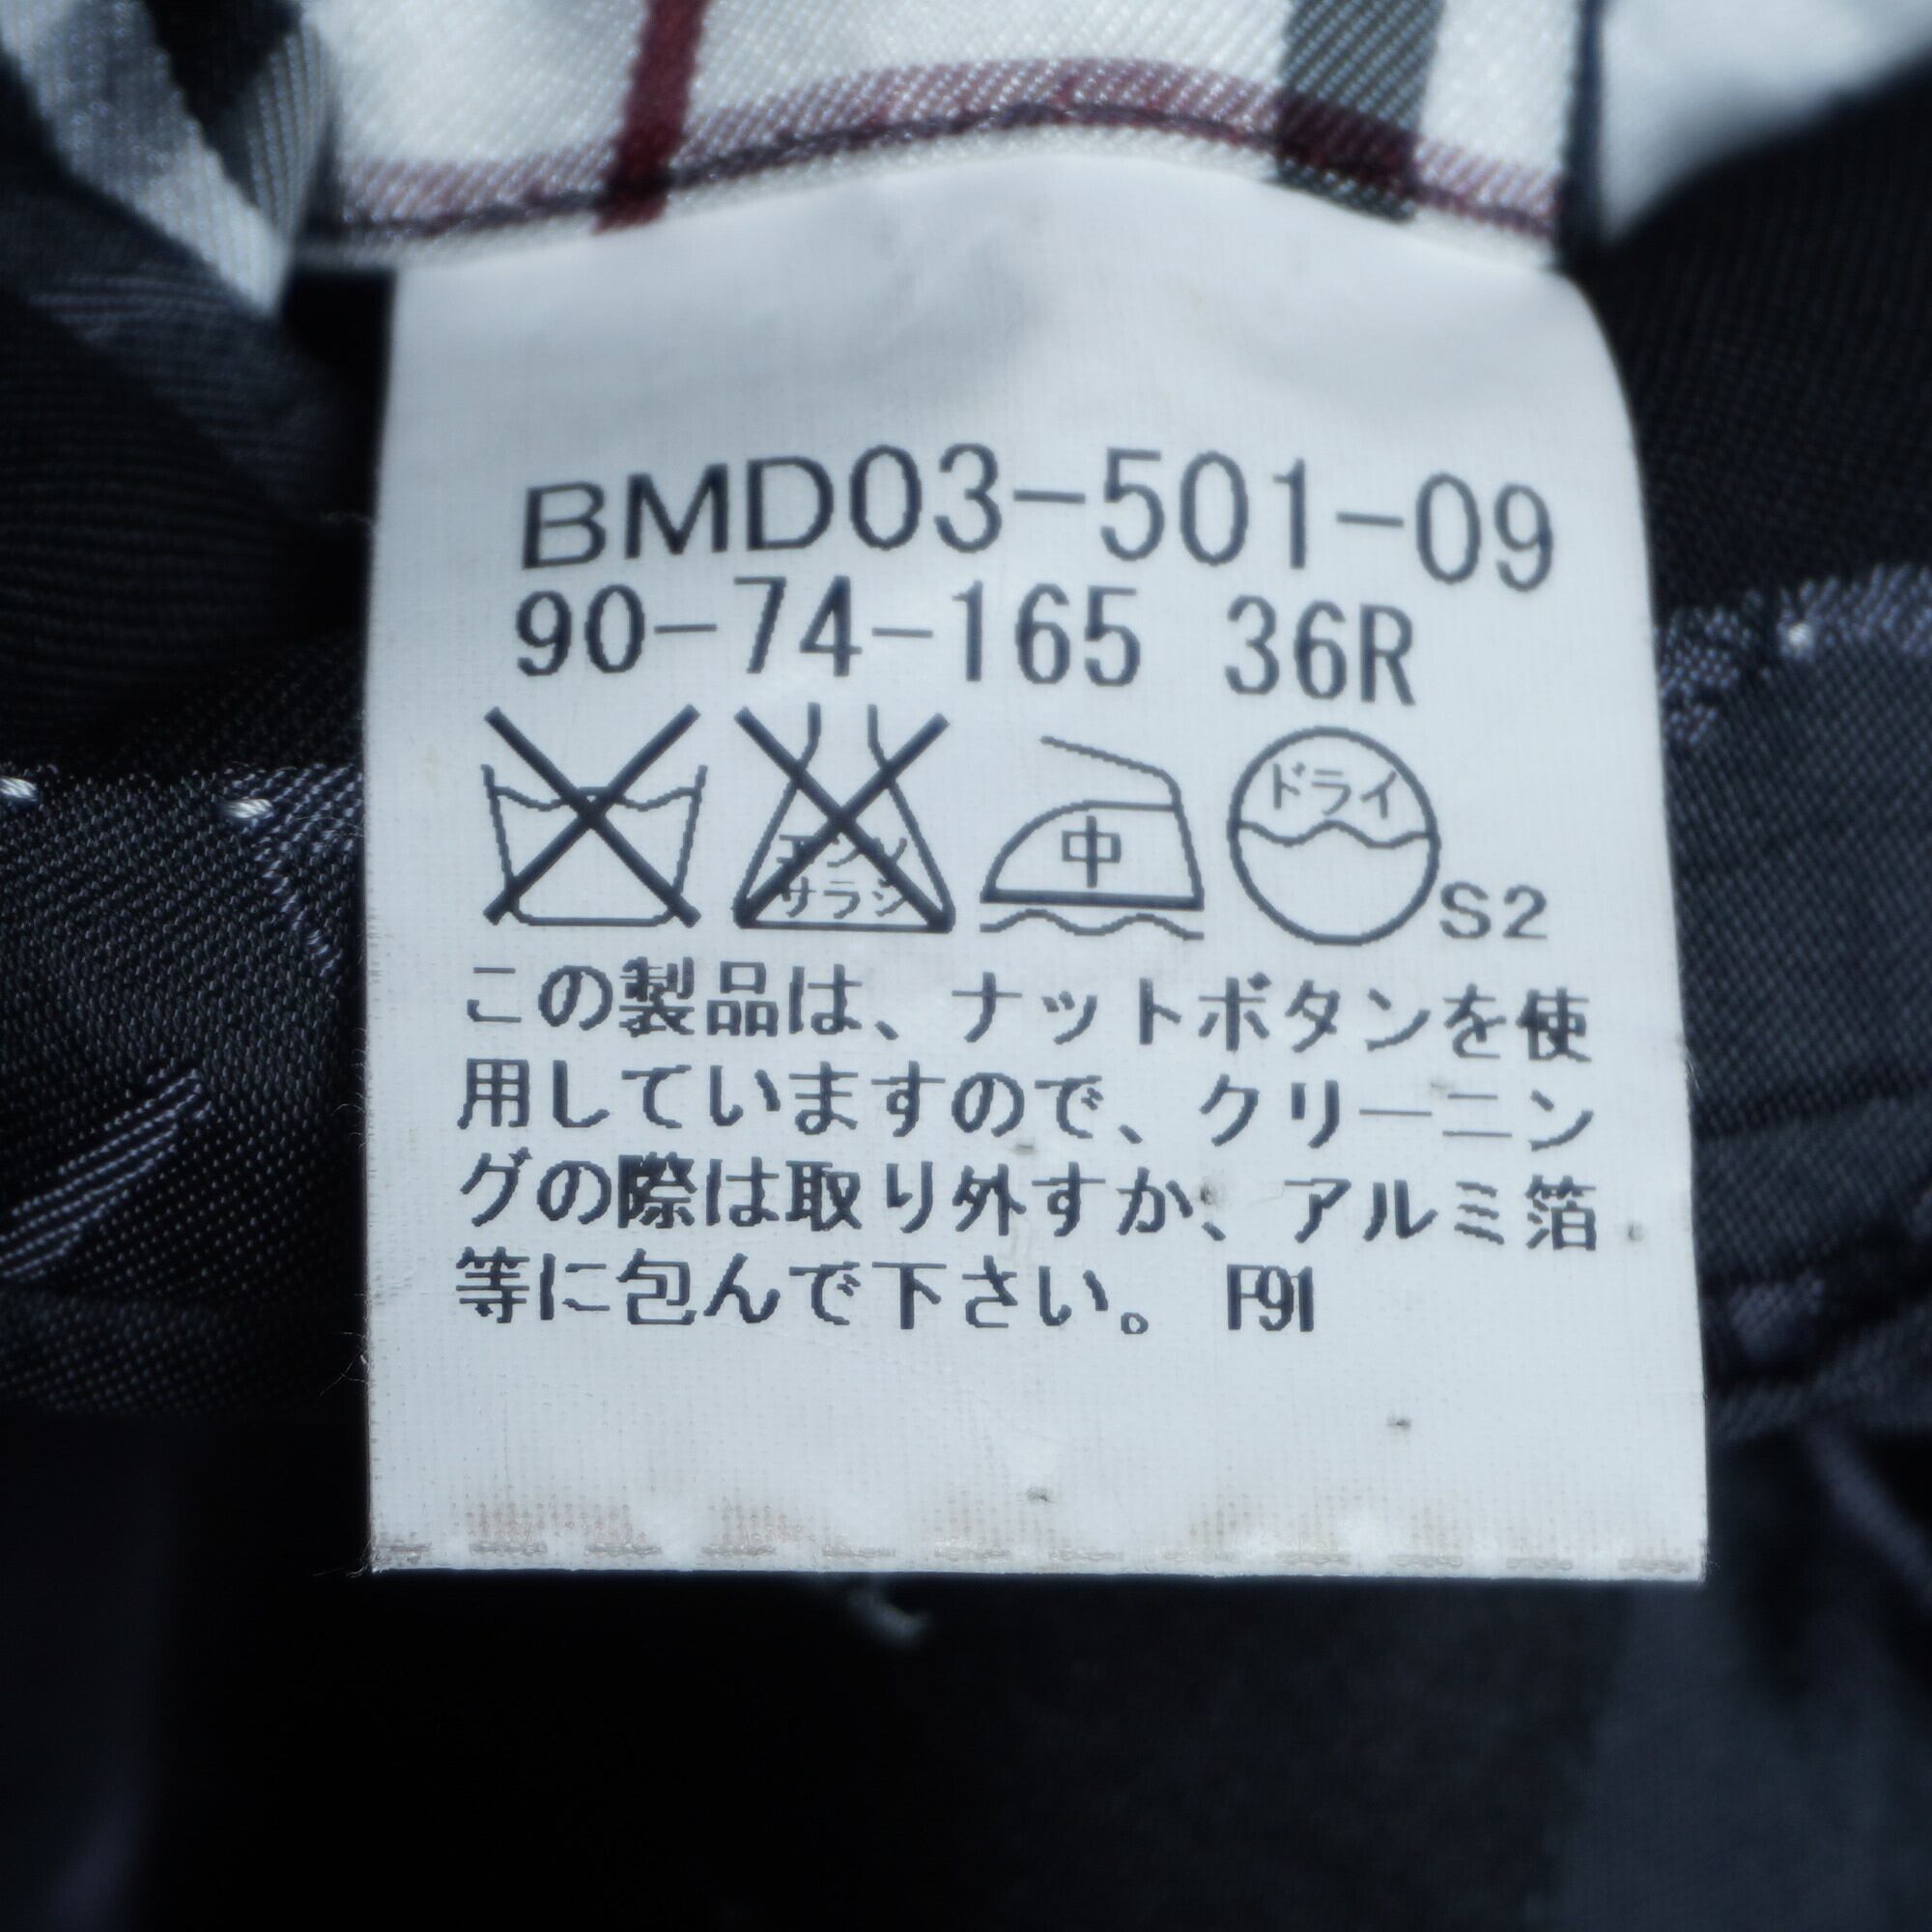 BMD03-501-09
90-74-165 36R
エンソ
サラシ
中
ドライ
S2
この製品は、ナットボタンを使
用していますので、クリーニン
グの際は取り外すか、アルミ箔
等に包んで下さい。 F91